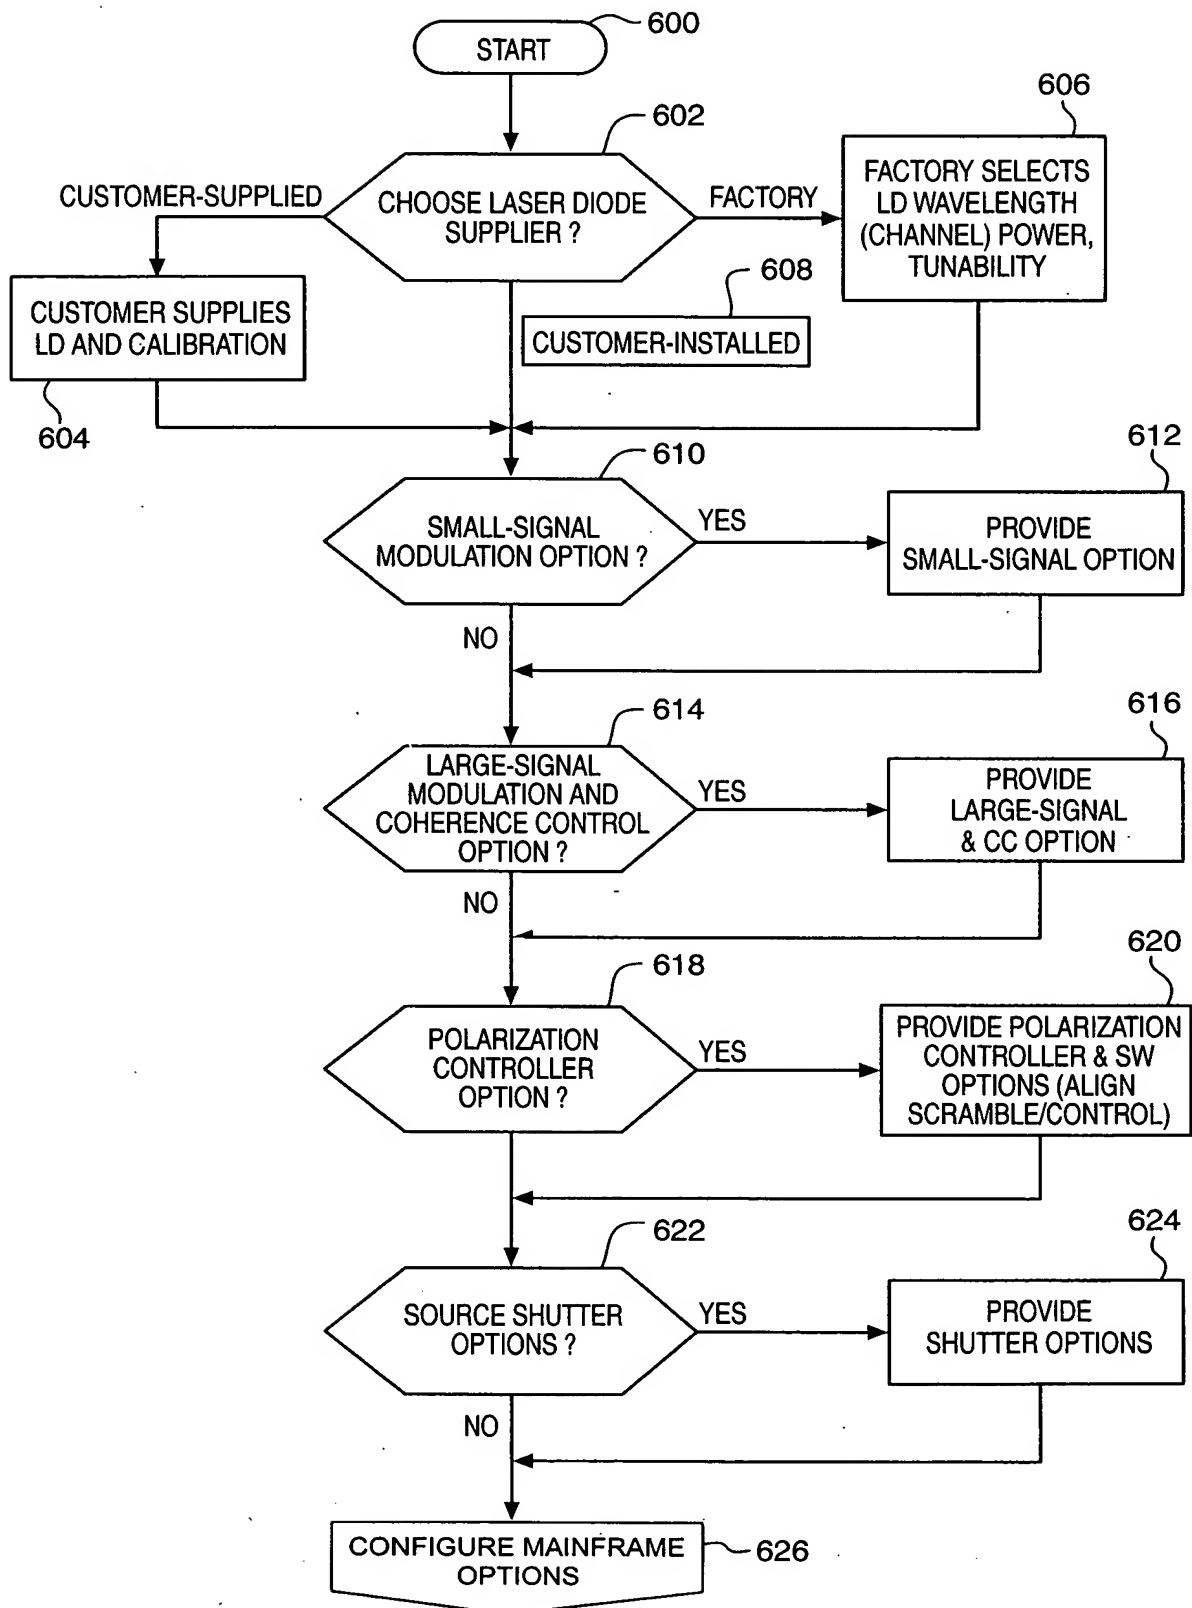 600
START
602
606
CUSTOMER-SUPPLIED
CHOOSE LASER DIODE
SUPPLIER ?
FACTORY
FACTORY SELECTS
LD WAVELENGTH
(CHANNEL) POWER,
TUNABILITY
608
CUSTOMER SUPPLIES
LD AND CALIBRATION
CUSTOMER-INSTALLED
604
610
612
SMALL-SIGNAL
MODULATION OPTION ?
YES
PROVIDE
SMALL-SIGNAL OPTION
NO
614
616
LARGE-SIGNAL
MODULATION AND
COHERENCE CONTROL
OPTION ?
YES
PROVIDE
LARGE-SIGNAL
& CC OPTION
NO
618
620
POLARIZATION
CONTROLLER
OPTION ?
YES
PROVIDE POLARIZATION
CONTROLLER & SW
OPTIONS (ALIGN
SCRAMBLE/CONTROL)
622
624
SOURCE SHUTTER
OPTIONS ?
YES
PROVIDE
SHUTTER OPTIONS
NO
CONFIGURE MAINFRAME
OPTIONS
626